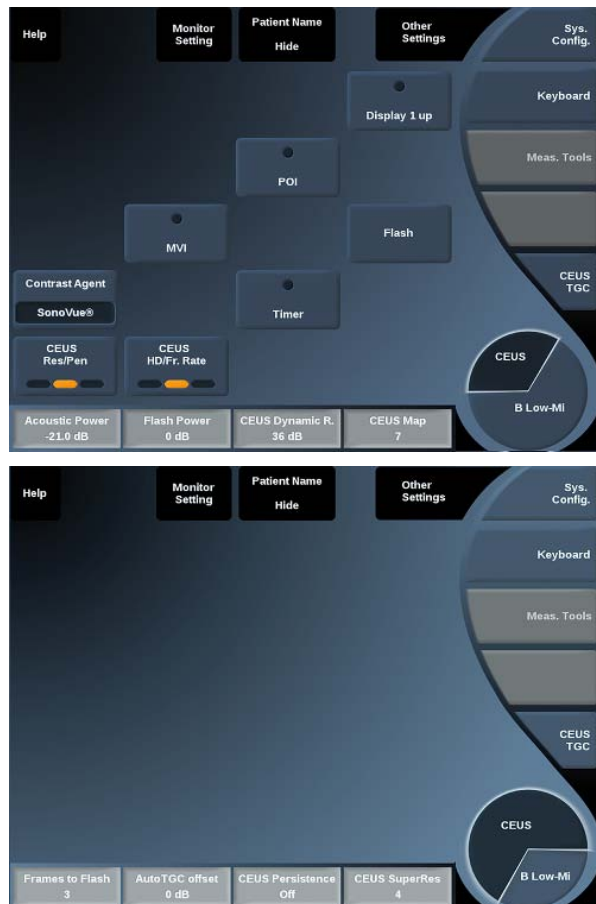 Help
Monitor
Setting
Patient Name
Hide
Other
Settings
Sys.
Config.
Keyboard
Display 1 up
Meas. Tools
POI
MVI
Flash
Contrast Agent
SonoVue®
Timer
CEUS
TGC
CEUS
Res/Pen
CEUS
HD/Fr. Rate
CEUS
B Low-Mi
Acoustic Power
-21.0 dB
Flash Power
0 dB
CEUS Dynamic R.
36 dB
CEUS Map
7
Help
Monitor
Setting
Patient Name
Hide
Other
Settings
Sys.
Config.
Keyboard
Meas. Tools
CEUS
TGC
CEUS
B Low-Mi
Frames to Flash
3
AutoTGC offset
0 dB
CEUS Persistence
Off
CEUS SuperRes
4